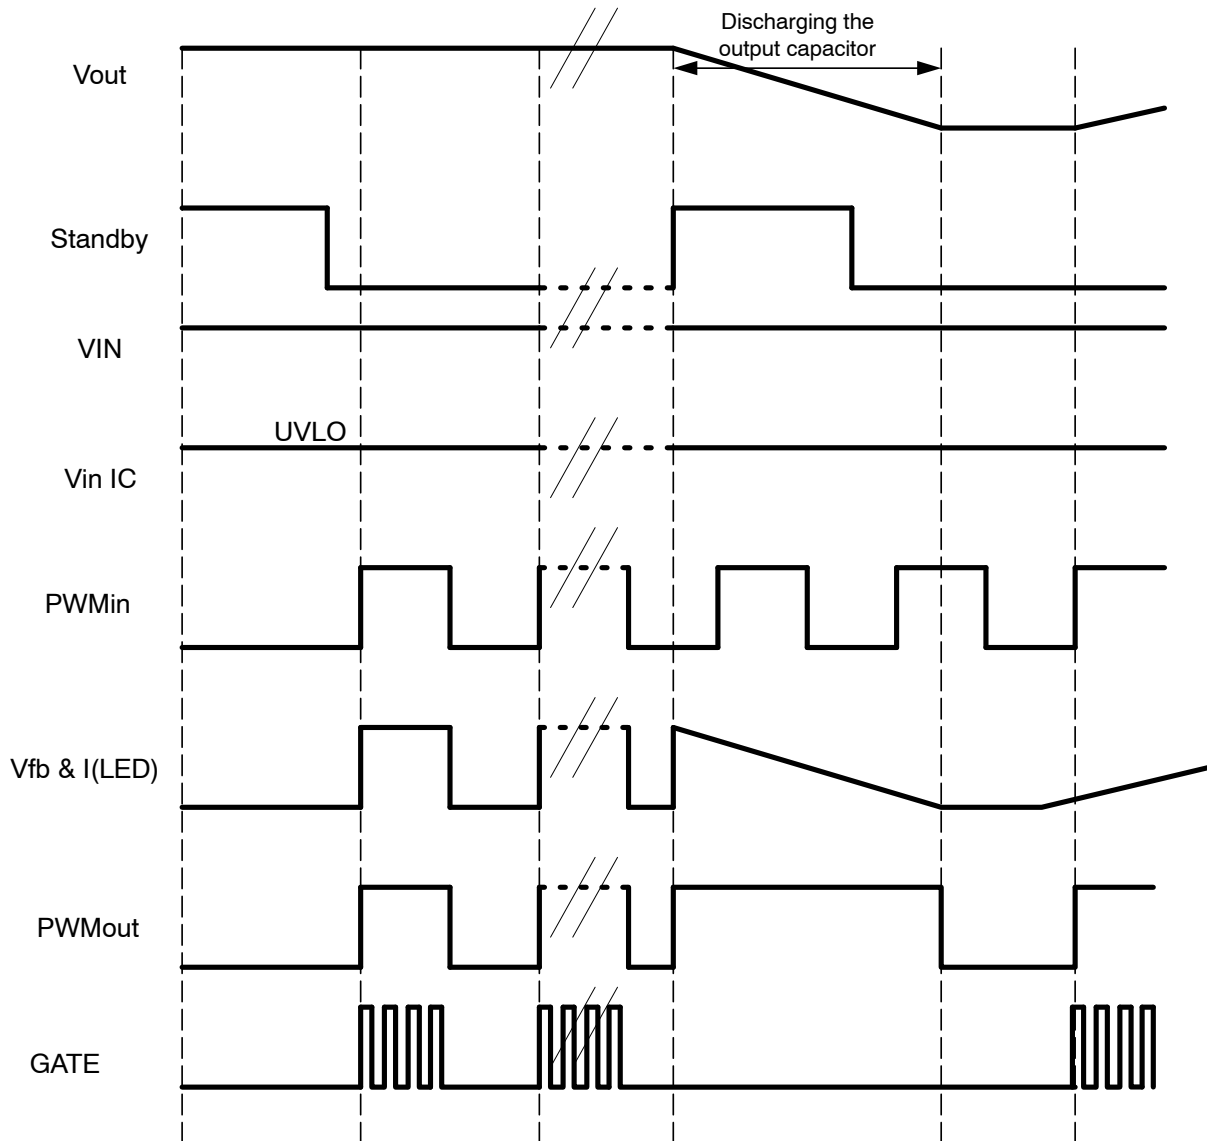 Discharging the
output capacitor
Vout
Standby
VIN
UVLO
Vin IC
PWMin
Vfb & I(LED)
PWMout
GATE